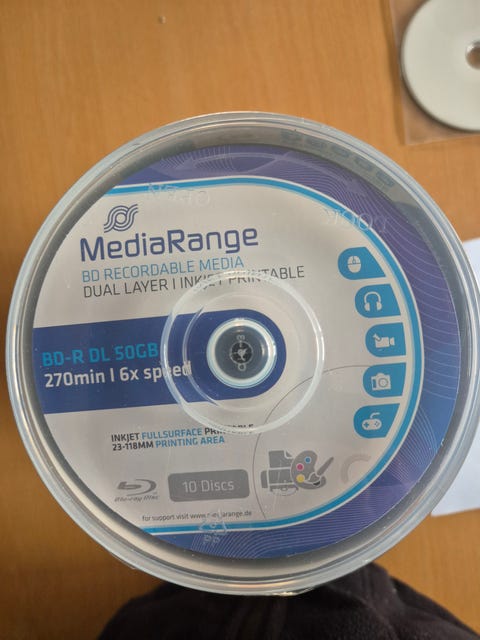 MediaRange
BD RECORDABLE MEDIA
DUAL LAYER | INKJET PRINTABLE
BD-R DL 50GB
270min | 6x speed
INKJET FULLSURFACE PRINTABLE
23-118MM PRINTING AREA
Blu-ray Disc
10 Discs
for support visit www.mediarange.de